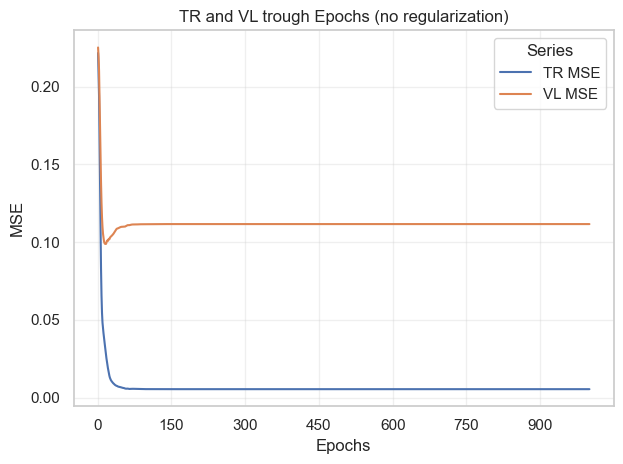 TR and VL trough Epochs (no regularization)
Series
TR MSE
VL MSE
MSE
0.20
0.15
0.10
0.05
0.00
0 150 300 450 600 750 900
Epochs